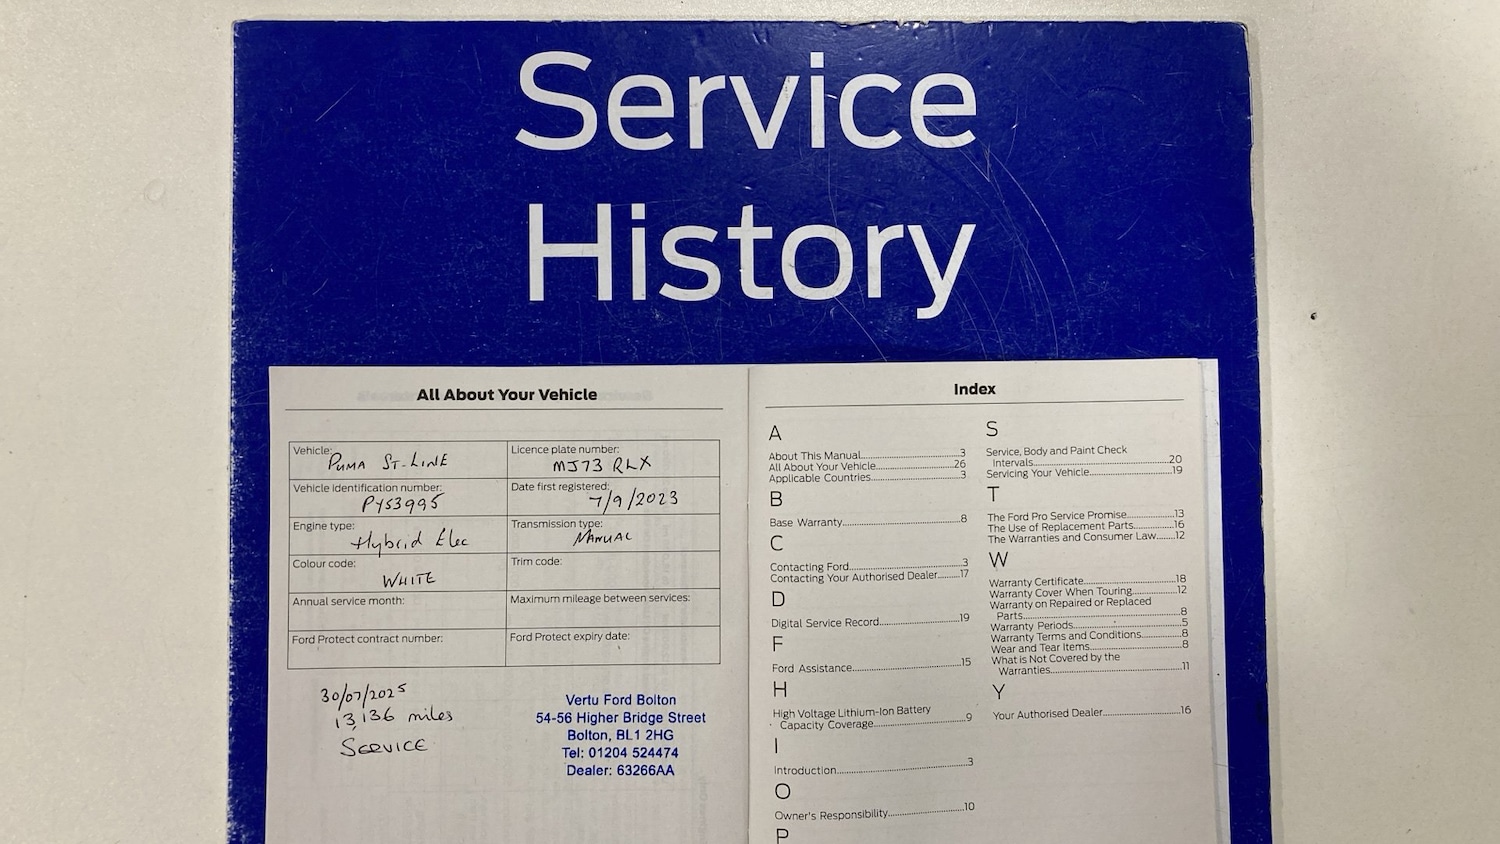 Service
History
All About Your Vehicle
Vehicle: PUMA ST-LINE
Licence plate number: MJ73 RLX
Vehicle identification number: PY53995
Date first registered: 7/9/2023
Engine type: Hybrid Elec
Transmission type: MANUAL
Colour code: WHITE
Trim code:
Annual service month:
Maximum mileage between services:
Ford Protect contract number:
Ford Protect expiry date:
30/07/2025
13,136 miles
SERVICE
Vertu Ford Bolton
54-56 Higher Bridge Street
Bolton, BL1 2HG
Tel: 01204 524474
Dealer: 63266AA
Index
A
About This Manual....3
All About Your Vehicle....26
Applicable Countries....3
B
Base Warranty....8
C
Contacting Ford....3
Contacting Your Authorised Dealer....17
D
Digital Service Record....19
F
Ford Assistance....15
H
High Voltage Lithium-Ion Battery
Capacity Coverage....9
I
Introduction....3
O
Owner's Responsibility....10
P
S
Service, Body and Paint Check
Intervals....20
Servicing Your Vehicle....19
T
The Ford Pro Service Promise....13
The Use of Replacement Parts....16
The Warranties and Consumer Law....12
W
Warranty Certificate....18
Warranty Cover When Touring....12
Warranty on Repaired or Replaced
Parts....8
Warranty Periods....5
Warranty Terms and Conditions....8
Wear and Tear Items....8
What is Not Covered by the
Warranties....11
Y
Your Authorised Dealer....16